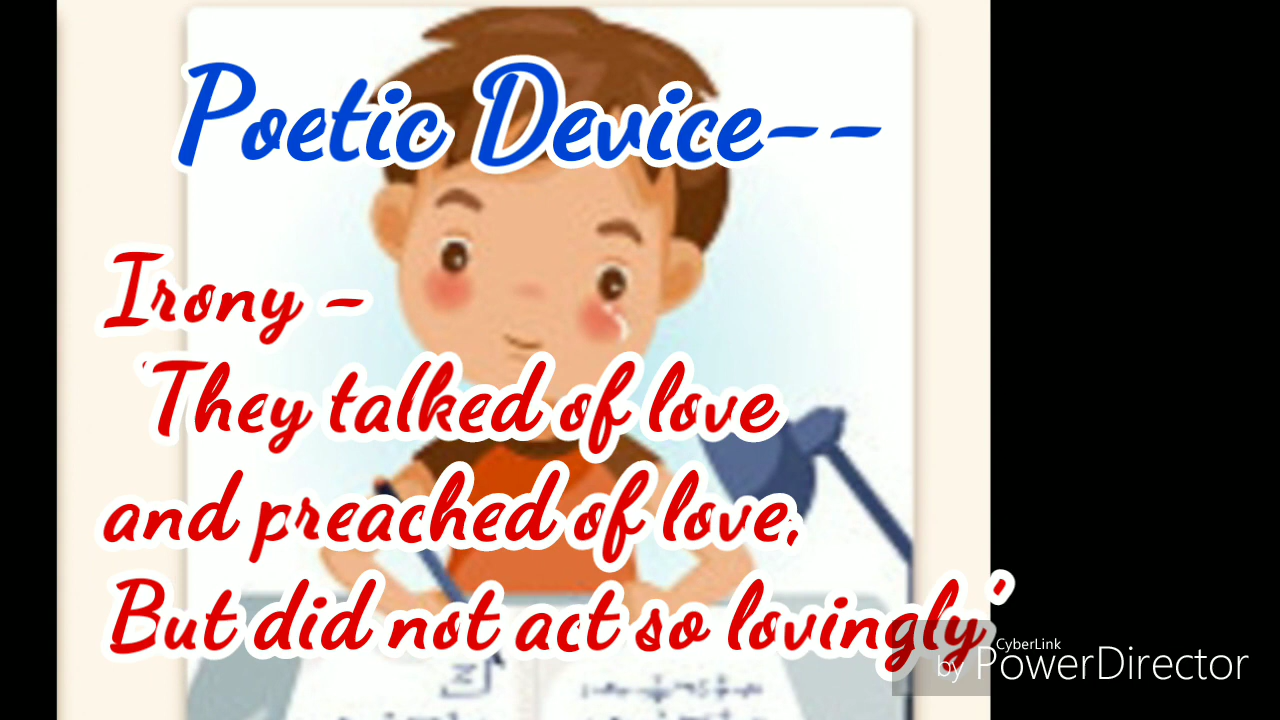 Poetic Device--
Irony -
'They talked of love
and preached of love,
But did not act so lovingly'
CyberLink
by PowerDirector